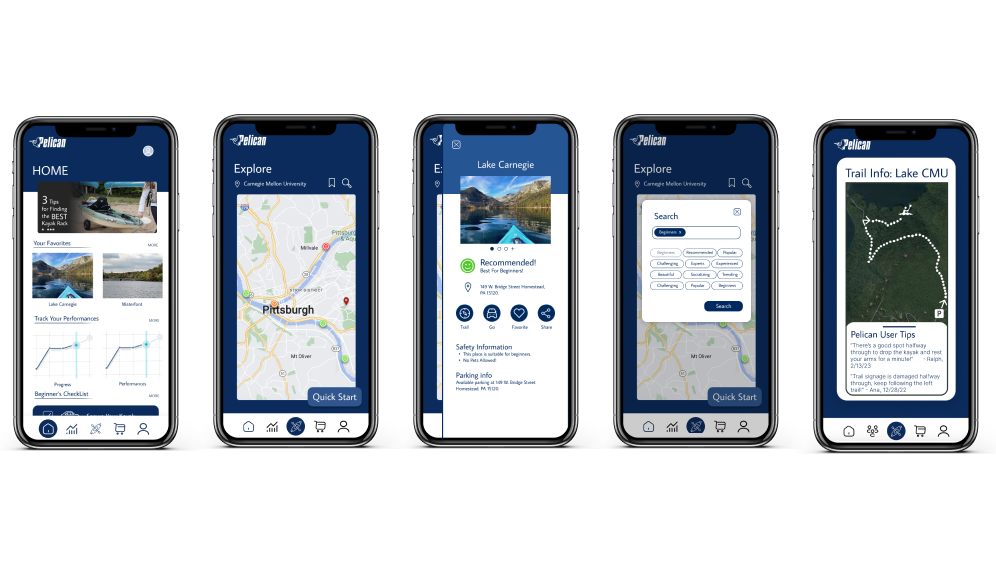 Pelican
HOME
3 Tips
for Finding
the BEST
Kayak Rack
Your Favorites
MORE
Lake Carnegie
Waterfont
Track Your Performances
MORE
Progress
Performances
Beginner's CheckList
MORE
Pelican
Explore
Carnegie Mellon University
Millvale
STRIP DISTRICT
Pittsburgh
Mt Oliver
Quick Start
Pelican
E
Lake Carnegie
Recommended!
Best For Beginners!
149 W. Bridge Street Homestead,
PA 15120.
Trail
Go
Favorite
Share
Safety Information
• This place is suitable for beginners.
• No Pets Allowed!
Parking info
Available parking at 149 W. Bridge Street
Homestead, PA 15120.
Pelican
Explore
Carnegie Mellon University
Search
Beginners X
Beginners
Recommended
Popular
Challenging
Experts
Experienced
Beautiful
Socializing
Trending
Challenging
Popular
Beginners
Search
Pittsburgh
Mt Oliver
Quick Start
Pelican
Trail Info: Lake CMU
P
Pelican User Tips
"There's a good spot halfway
through to drop the kayak and rest
your arms for a minute!" - Ralph,
2/13/23
"Trail signage is damaged halfway
through, keep following the left
trail!" - Ana, 12/28/22